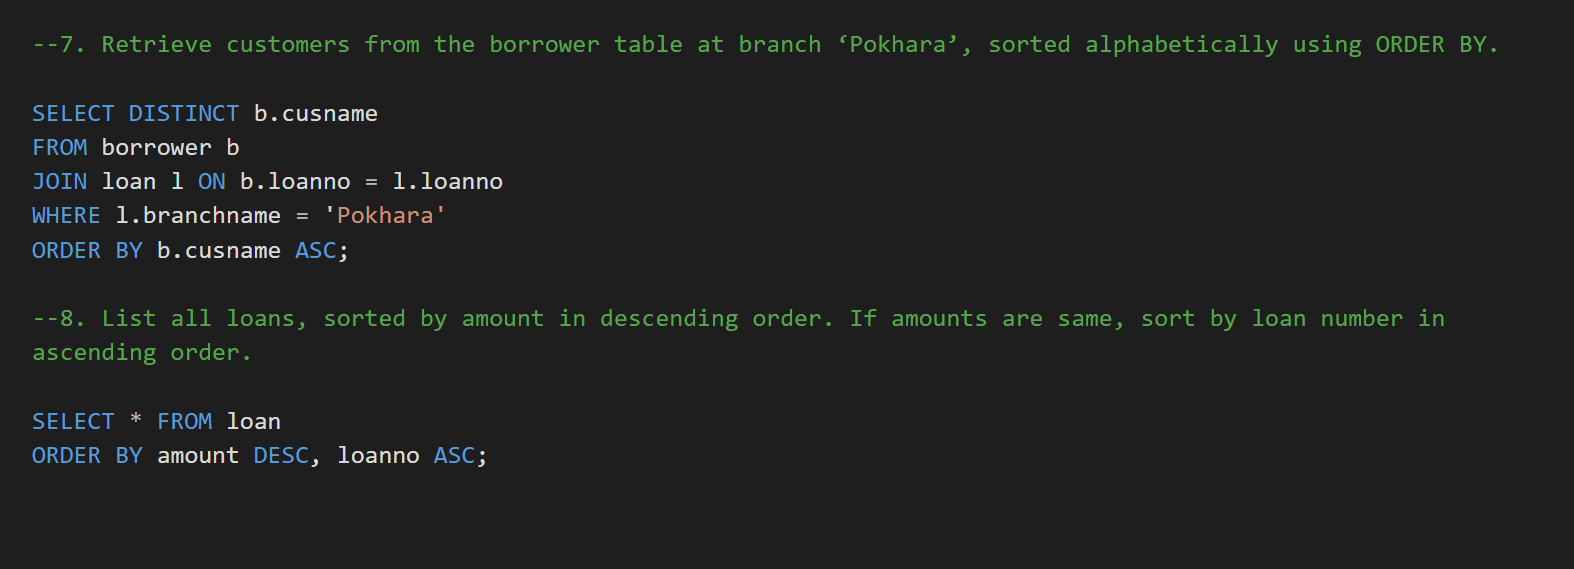 --7. Retrieve customers from the borrower table at branch ‘Pokhara’, sorted alphabetically using ORDER BY.
SELECT DISTINCT b.cusname
FROM borrower b
JOIN loan l ON b.loanno = l.loanno
WHERE l.branchname = 'Pokhara'
ORDER BY b.cusname ASC;
--8. List all loans, sorted by amount in descending order. If amounts are same, sort by loan number in
ascending order.
SELECT * FROM loan
ORDER BY amount DESC, loanno ASC;